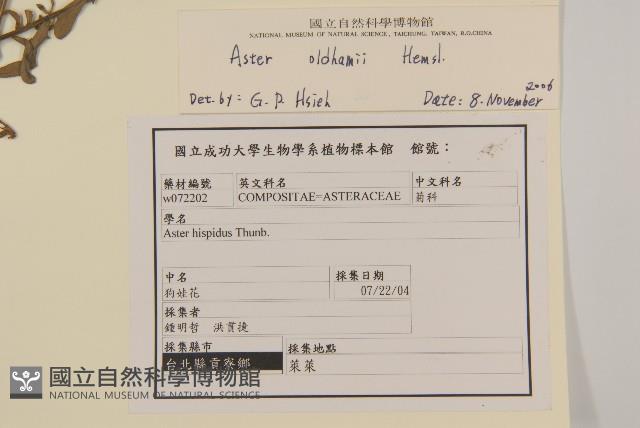 國立自然科學博物館
NATIONAL MUSEUM OF NATURAL SCIENCE, TAICHUNG, TAIWAN, R.O.CHINA
Aster oldhamii Hemsl.
2006
Det. by: G. P. Hsieh Date: 8. November
國立成功大學生物學系植物標本館 館號：
藥材編號 英文科名 中文科名
w072202 COMPOSITAE=ASTERACEAE 菊科
學名
Aster hispidus Thunb.
中名 採集日期
狗娃花 07/22/04
採集者
鍾明哲 洪貫捷
採集縣市 採集地點
台北縣貢寮鄉 萊萊
國立自然科學博物館
NATIONAL MUSEUM OF NATURAL SCIENCE